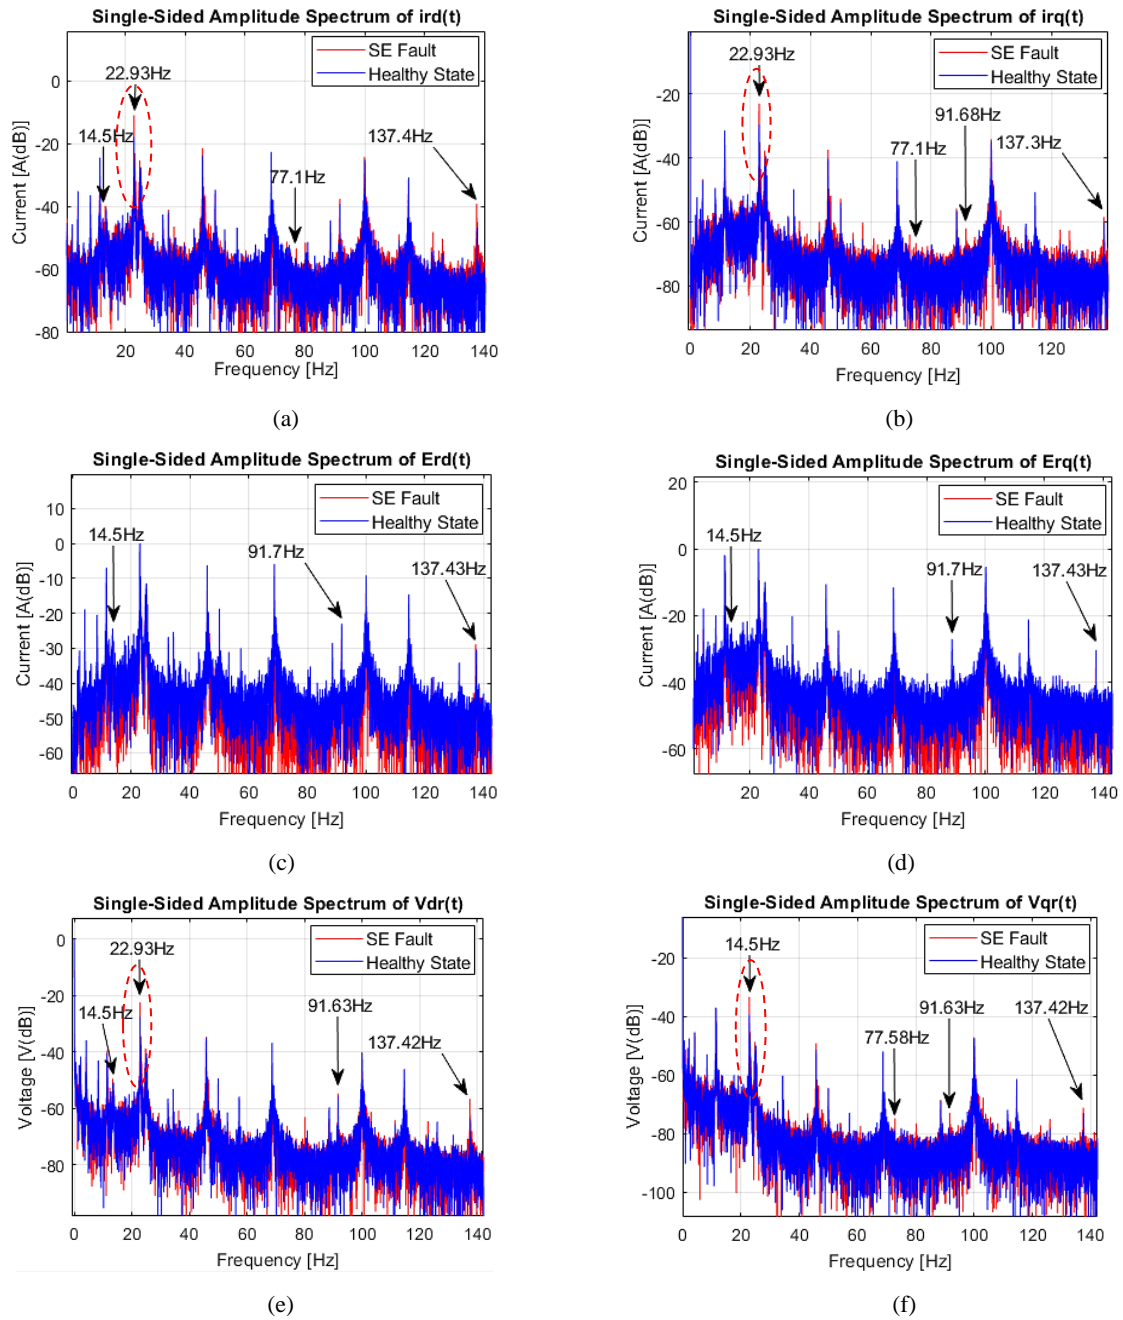 Single-Sided Amplitude Spectrum of ird(t)
SE Fault
Healthy State
22.93Hz
14.5Hz
137.4Hz
77.1Hz
0
-20
-40
-60
-80
Current [A(dB)]
20 40 60 80 100 120 140
Frequency [Hz]
(a)
Single-Sided Amplitude Spectrum of irq(t)
SE Fault
Healthy State
22.93Hz
91.68Hz
77.1Hz
137.3Hz
-20
-40
-60
-80
Current [A(dB)]
0 20 40 60 80 100 120
Frequency [Hz]
(b)
Single-Sided Amplitude Spectrum of Erd(t)
SE Fault
Healthy State
14.5Hz
91.7Hz
137.43Hz
10
0
-10
-20
-30
-40
-50
-60
Current [A(dB)]
0 20 40 60 80 100 120 140
Frequency [Hz]
(c)
Single-Sided Amplitude Spectrum of Erq(t)
SE Fault
Healthy State
14.5Hz
91.7Hz
137.43Hz
20
0
-20
-40
-60
Current [A(dB)]
20 40 60 80 100 120 140
Frequency [Hz]
(d)
Single-Sided Amplitude Spectrum of Vdr(t)
SE Fault
Healthy State
22.93Hz
14.5Hz
91.63Hz
137.42Hz
0
-20
-40
-60
-80
Voltage [V(dB)]
0 20 40 60 80 100 120 140
Frequency [Hz]
(e)
Single-Sided Amplitude Spectrum of Vqr(t)
SE Fault
Healthy State
14.5Hz
77.58Hz
91.63Hz
137.42Hz
-20
-40
-60
-80
-100
Voltage [V(dB)]
0 20 40 60 80 100 120 140
Frequency [Hz]
(f)